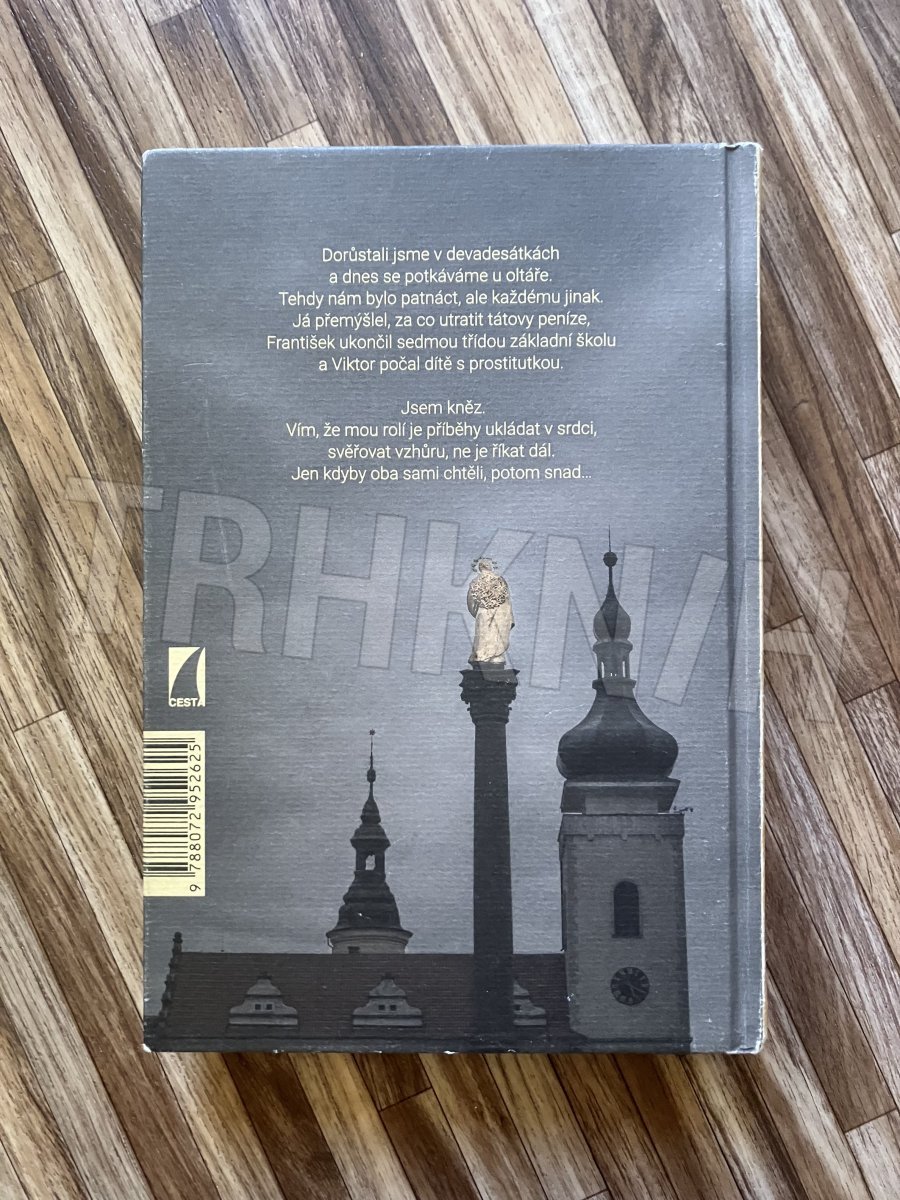 Dorůstali jsme v devadesátkách
a dnes se potkáváme u oltáře.
Tehdy nám bylo patnáct, ale každému jinak.
Já přemýšlel, za co utratit tátovy peníze,
František ukončil sedmou třídou základní školu
a Viktor počal dítě s prostitutkou.
Jsem kněz.
Vím, že mou rolí je příběhy ukládat v srdci,
svěřovat vzhůru, ne je říkat dál.
Jen kdyby oba sami chtěli, potom snad...
TRHKNIH
CESTA
9 788072 952625